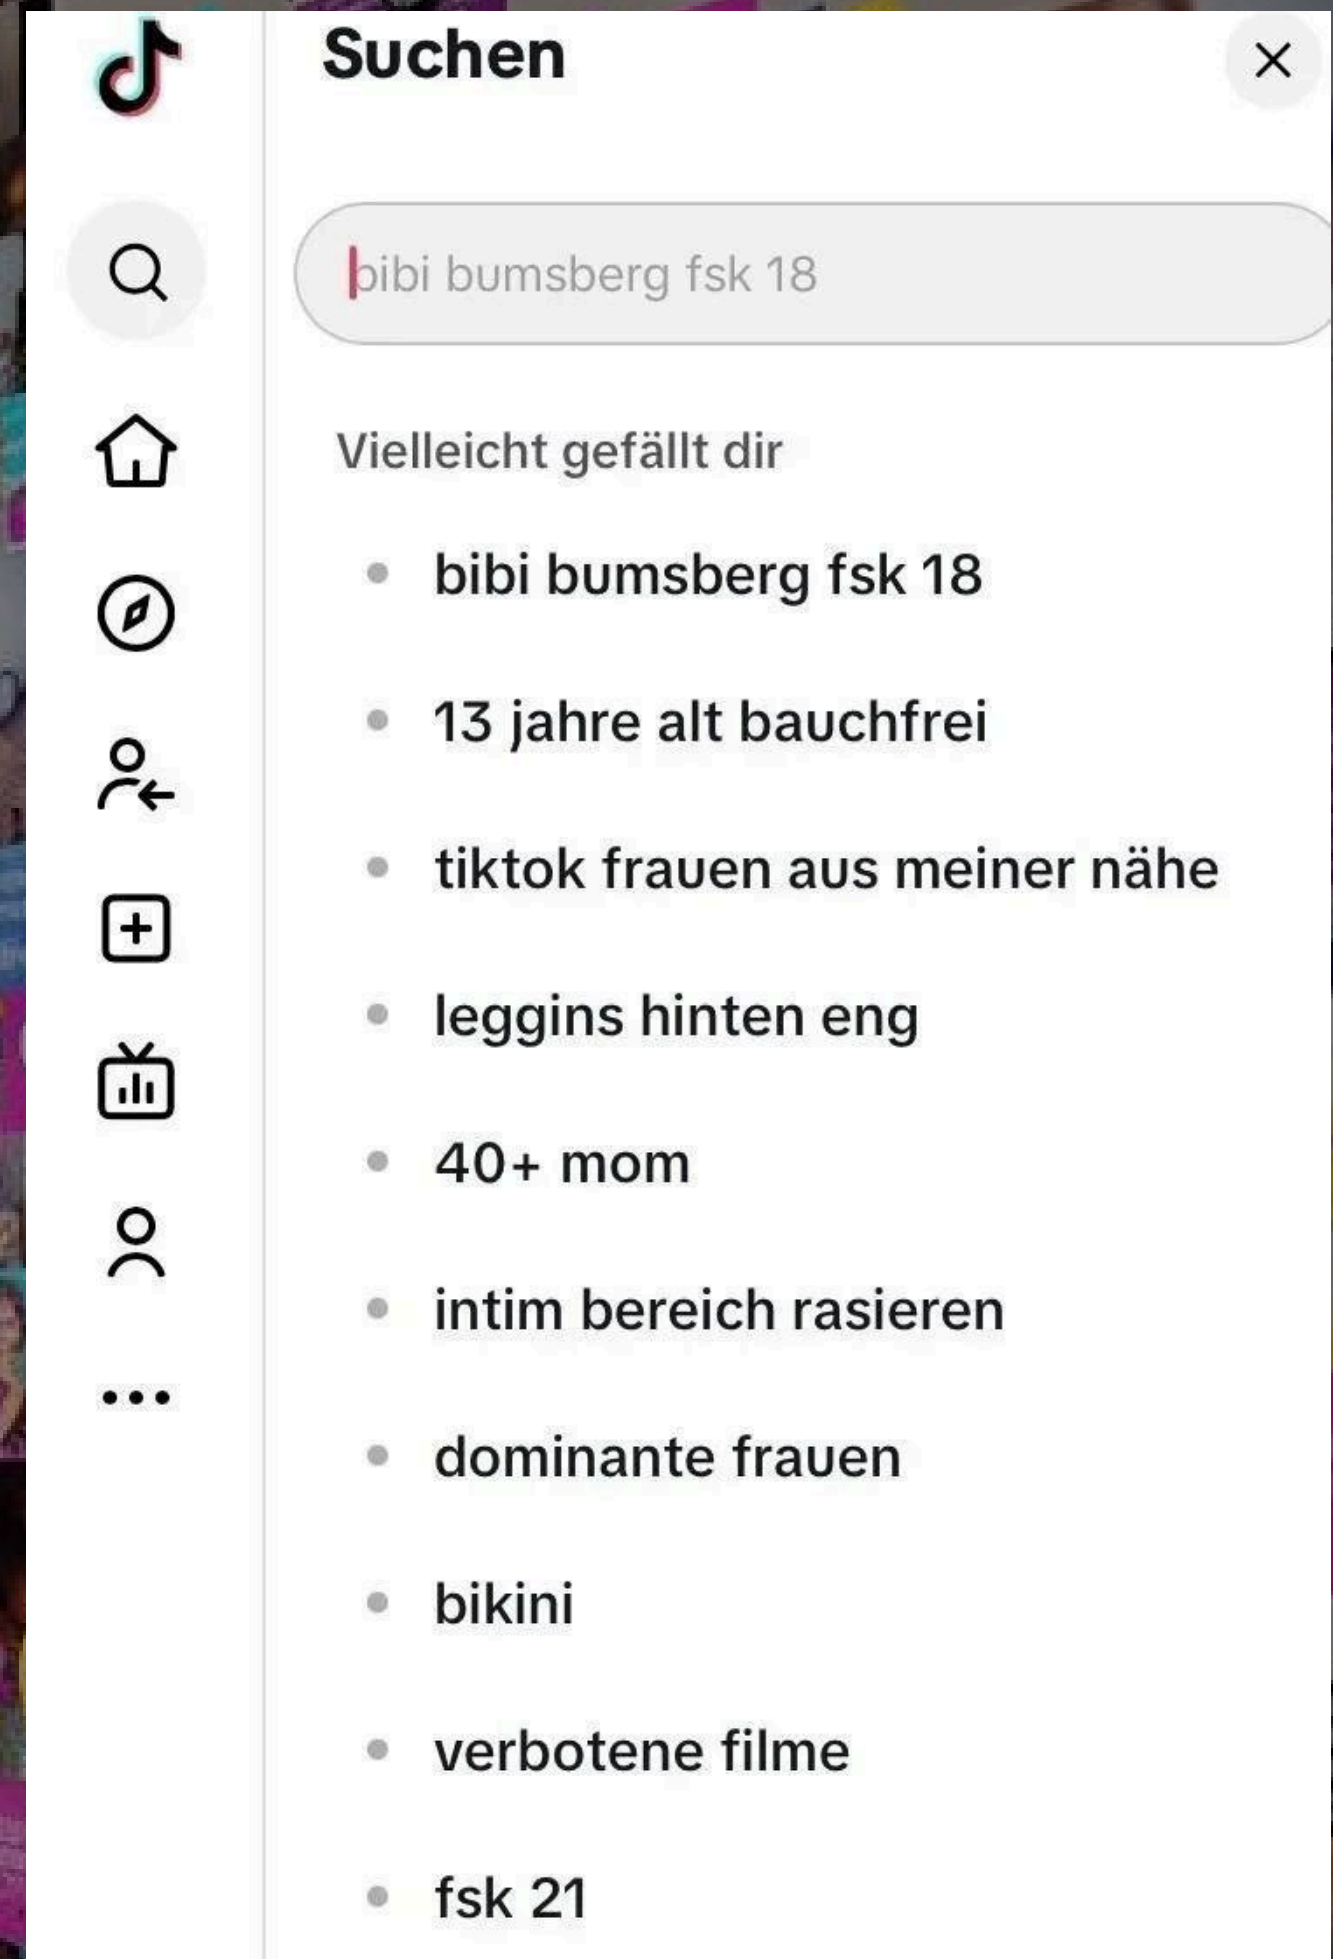 Suchen
bibi bumsberg fsk 18
Vielleicht gefällt dir
bibi bumsberg fsk 18
13 jahre alt bauchfrei
tiktok frauen aus meiner nähe
leggins hinten eng
40+ mom
intim bereich rasieren
dominante frauen
bikini
verbotene filme
fsk 21